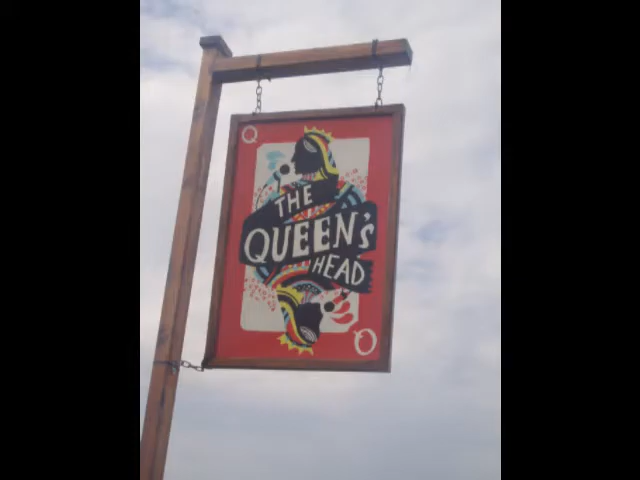 Q
THE
QUEEN'S
HEAD
Q